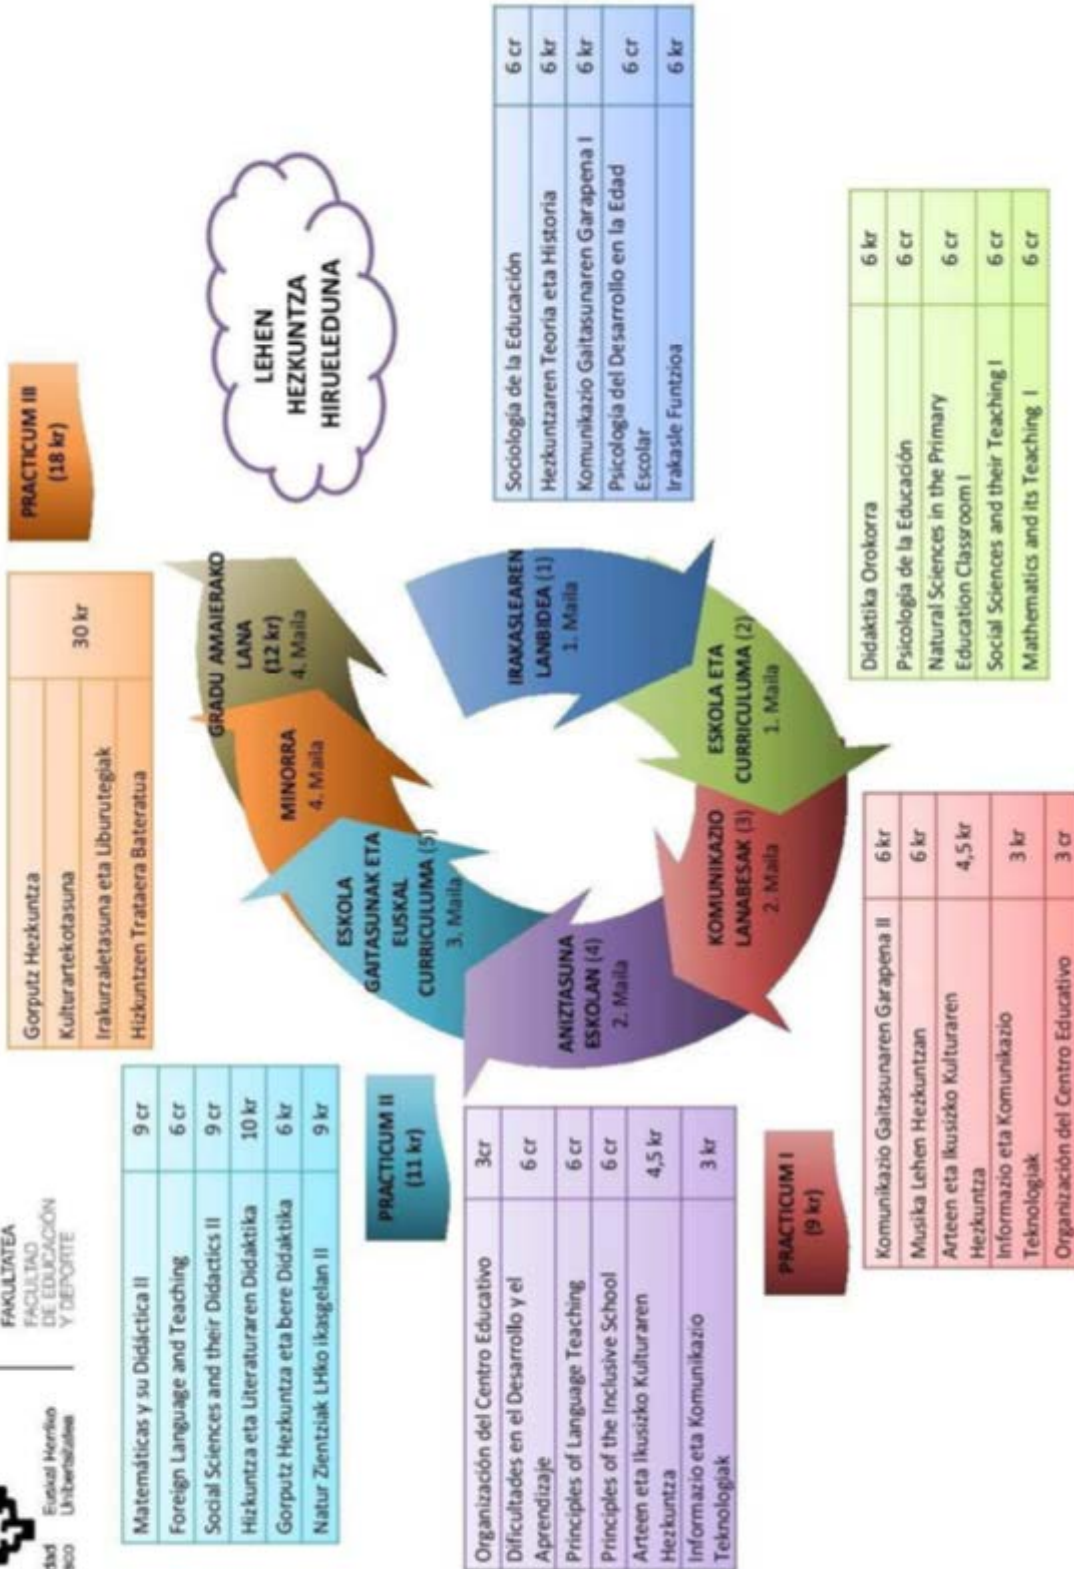 FAKULTATEA
FACULTAD
DE EDUCACIÓN
Y DEPORTE
Euskal Herriko
Unibertsitatea
Matemáticas y su Didáctica II 9 cr
Foreign Language and Teaching 6 cr
Social Sciences and their Didactics II 9 cr
Hizkuntza eta Literaturaren Didaktika 10 kr
Gorputz Hezkuntza eta bere Didaktika 6 kr
Natur Zientziak LHko ikasgelan II 9 kr
Gorputz Hezkuntza
Kulturartekotasuna
Irakurzaletasuna eta Liburutegiak
Hizkuntzen Trataera Bateratua
30 kr
PRACTICUM III
(18 kr)
LEHEN
HEZKUNTZA
HIRUELEDUNA
PRACTICUM II
(11 kr)
GRADU AMAIERAKO
LANA
(12 kr)
4. Maila
MINORRA
4. Maila
ESKOLA
GAITASUNAK ETA
EUSKAL
CURRICULUMA (5)
3. Maila
ANIZTASUNA
ESKOLAN (4)
2. Maila
KOMUNIKAZIO
LANABESAK (3)
2. Maila
ESKOLA ETA
CURRICULUMA (2)
1. Maila
IRAKASLEAREN
LANBIDEA (1)
1. Maila
Sociología de la Educación 6 cr
Hezkuntzaren Teoria eta Historia 6 kr
Komunikazio Gaitasunaren Garapena I 6 kr
Psicología del Desarrollo en la Edad
Escolar 6 cr
Irakasle Funtzioa 6 kr
Organización del Centro Educativo 3cr
Dificultades en el Desarrollo y el
Aprendizaje 6 cr
Principles of Language Teaching 6 cr
Principles of the Inclusive School 6 cr
Arteen eta Ikusizko Kulturaren
Hezkuntza 4,5 kr
Informazio eta Komunikazio
Teknologiak 3 kr
PRACTICUM I
(9 kr)
Komunikazio Gaitasunaren Garapena II 6 kr
Musika Lehen Hezkuntzan 6 kr
Arteen eta Ikusizko Kulturaren
Hezkuntza 4,5 kr
Informazio eta Komunikazio
Teknologiak 3 kr
Organización del Centro Educativo 3 cr
Didaktika Orokorra 6 kr
Psicología de la Educación 6 cr
Natural Sciences in the Primary
Education Classroom I 6 cr
Social Sciences and their Teaching I 6 cr
Mathematics and its Teaching I 6 cr